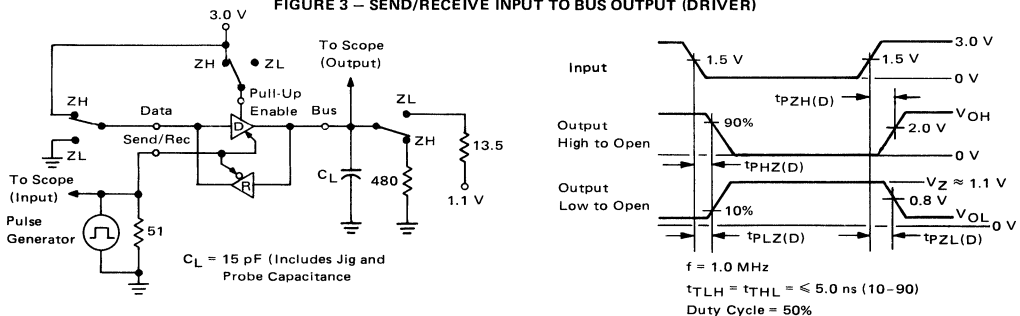 FIGURE 3 — SEND/RECEIVE INPUT TO BUS OUTPUT (DRIVER)
3.0 V
ZH
ZL
To Scope
(Output)
Pull-Up
Enable
ZH
ZL
Data
Send/Rec
D
R
Bus
ZL
ZH
13.5
1.1 V
480
CL
To Scope
(Input)
Pulse
Generator
51
CL = 15 pF (Includes Jig and
Probe Capacitance
Input
1.5 V
1.5 V
3.0 V
0 V
tPZH(D)
Output
High to Open
90%
VOH
2.0 V
0 V
tPHZ(D)
Output
Low to Open
10%
VZ ≈ 1.1 V
0.8 V
VOL
0 V
tPLZ(D)
tPZL(D)
f = 1.0 MHz
tTLH = tTHL = ⩽ 5.0 ns (10-90)
Duty Cycle = 50%